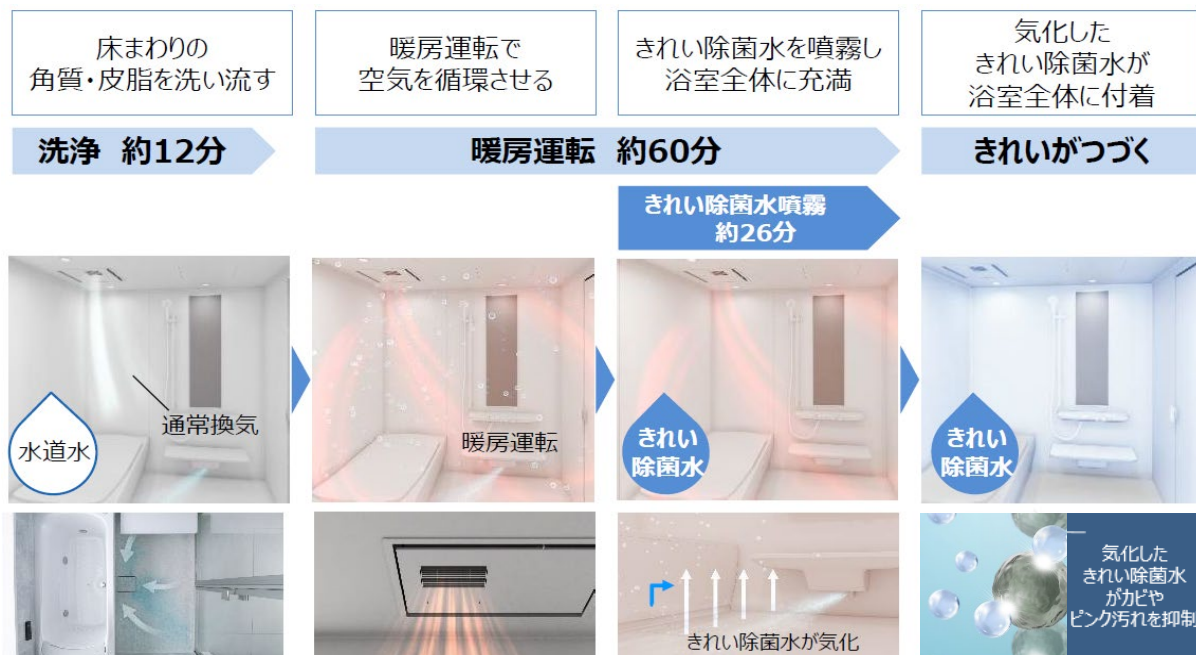 床まわりの
角質・皮脂を洗い流す
暖房運転で
空気を循環させる
きれい除菌水を噴霧し
浴室全体に充満
気化した
きれい除菌水が
浴室全体に付着
洗浄 約12分
暖房運転 約60分
きれいがつづく
きれい除菌水噴霧
約26分
通常換気
水道水
暖房運転
きれい
除菌水
きれい
除菌水
きれい除菌水が気化
気化した
きれい除菌水
がカビや
ピンク汚れを抑制